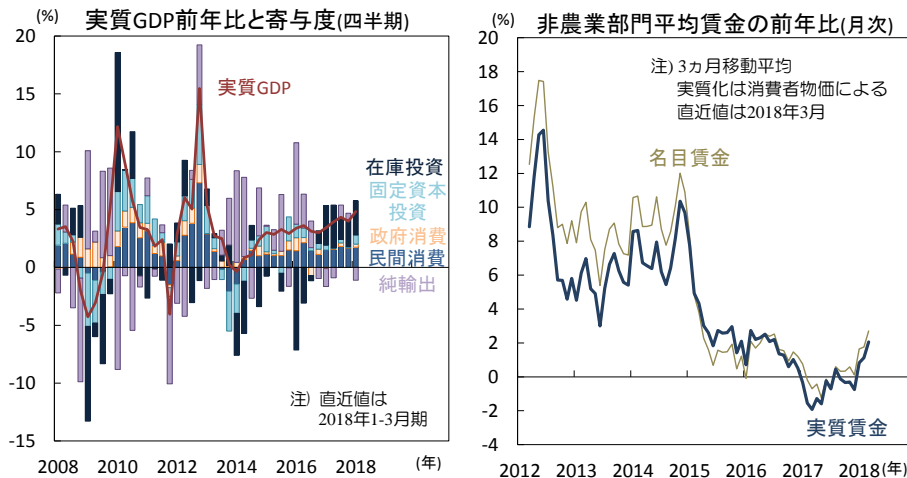 実質GDP前年比と寄与度(四半期)
(%)
20
15
10
5
0
-5
-10
-15
実質GDP
在庫投資
固定資本
投資
政府消費
民間消費
純輸出
注) 直近値は
2018年1-3月期
2008 2010 2012 2014 2016 2018 (年)
非農業部門平均賃金の前年比(月次)
(%)
20
18
16
14
12
10
8
6
4
2
0
-2
-4
注) 3ヵ月移動平均
実質化は消費者物価による
直近値は2018年3月
名目賃金
実質賃金
2012 2013 2014 2015 2016 2017 2018 (年)